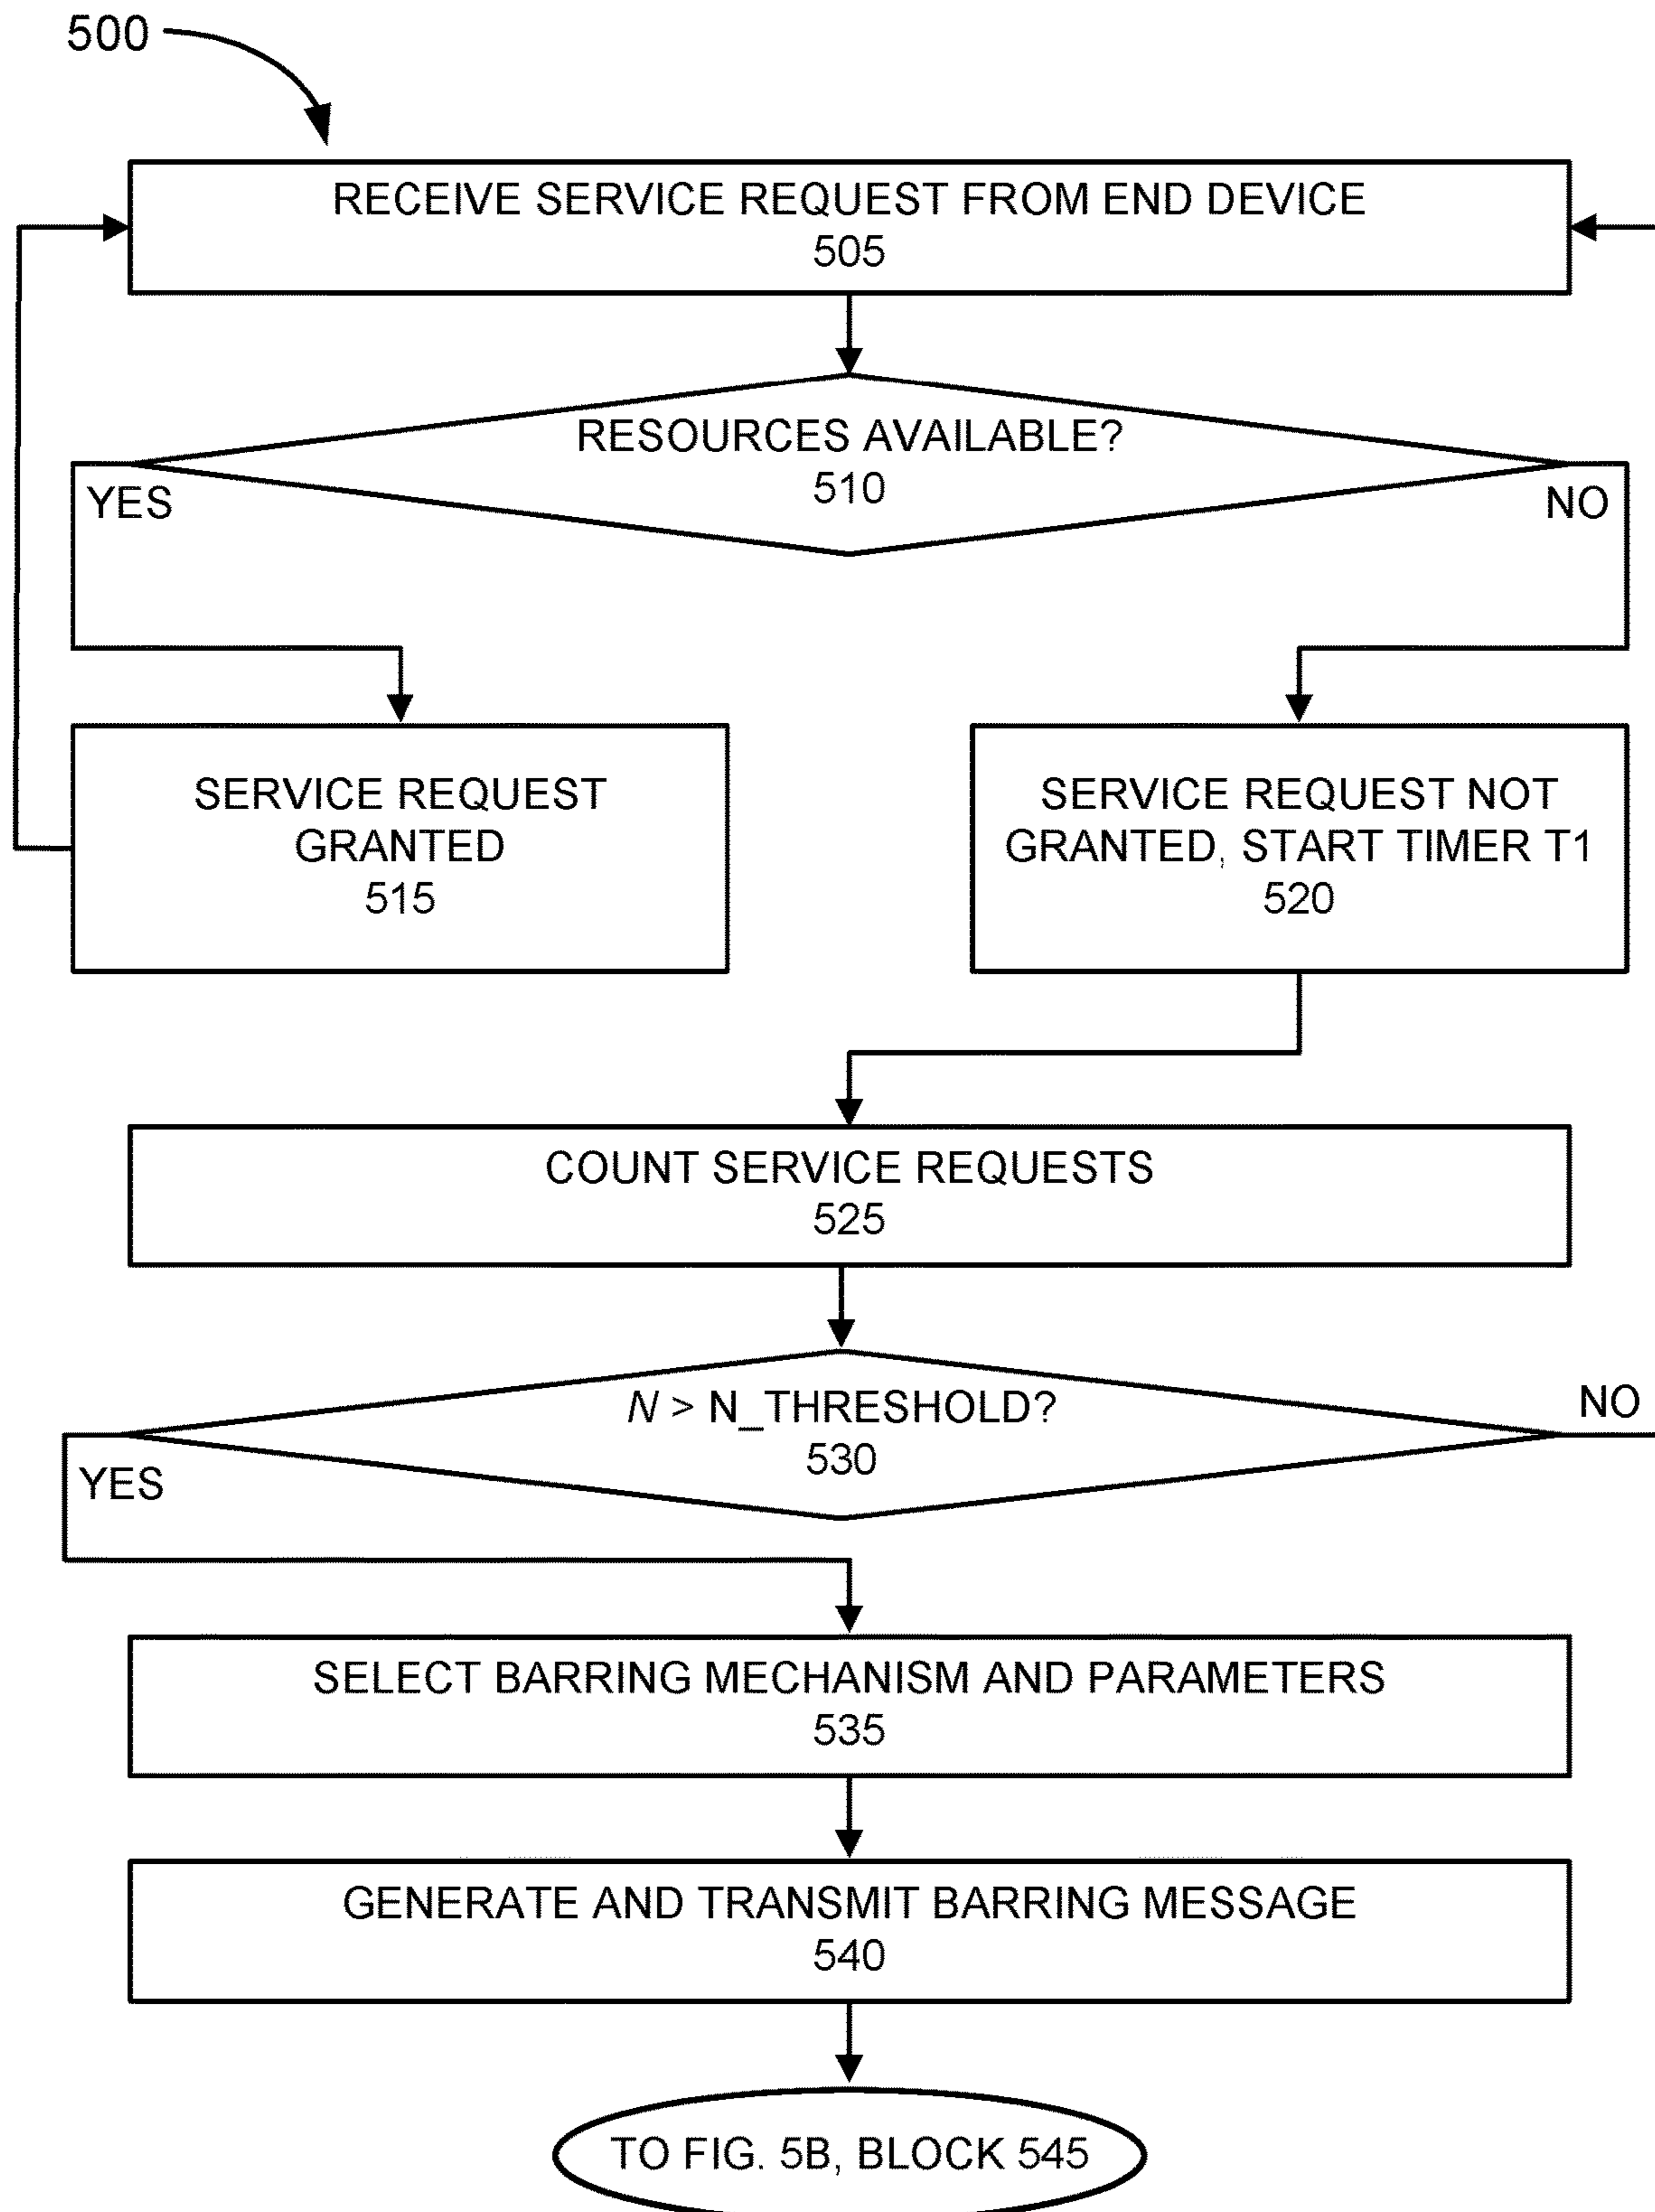 500
RECEIVE SERVICE REQUEST FROM END DEVICE
505
RESOURCES AVAILABLE?
510
YES
NO
SERVICE REQUEST
GRANTED
515
SERVICE REQUEST NOT
GRANTED, START TIMER T1
520
COUNT SERVICE REQUESTS
525
N > N_THRESHOLD?
530
NO
YES
SELECT BARRING MECHANISM AND PARAMETERS
535
GENERATE AND TRANSMIT BARRING MESSAGE
540
TO FIG. 5B, BLOCK 545